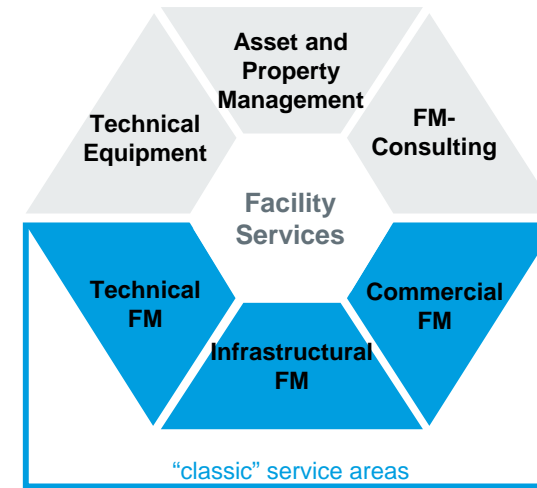 Asset and
Property
Management
Technical
Equipment
FM-
Consulting
Facility
Services
Technical
FM
Infrastructural
FM
Commercial
FM
“classic” service areas